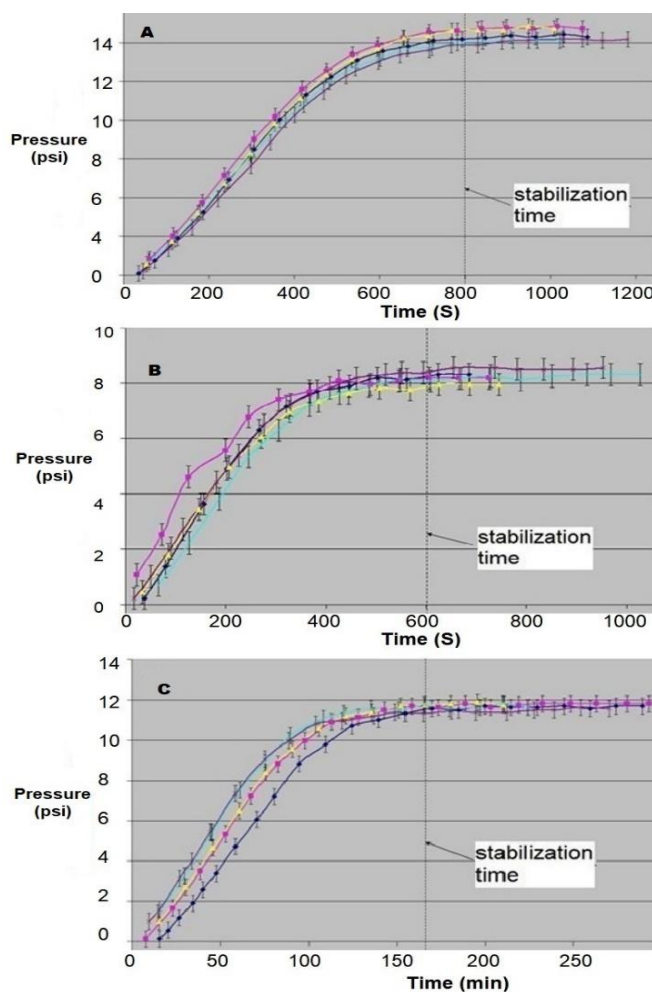 A
14
12
Pressure
(psi)
10
8
6
4
2
0
stabilization
time
0 200 400 600 800 1000 1200
Time (S)
B
10
8
Pressure
(psi)
6
4
2
0
stabilization
time
0 200 400 600 800 1000
Time (S)
C
14
12
10
Pressure
(psi)
8
6
4
2
0
stabilization
time
0 50 100 150 200 250
Time (min)